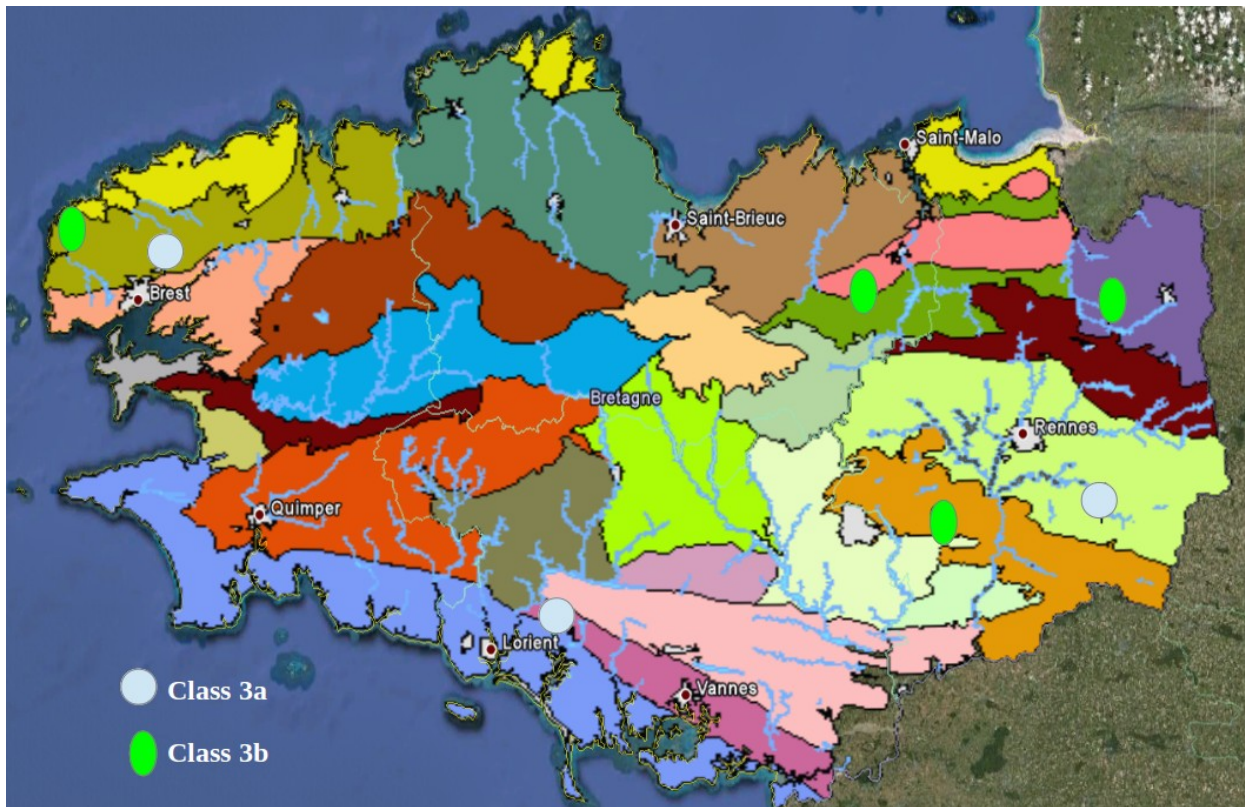 Saint-Malo
Saint-Brieuc
Brest
Bretagne
Rennes
Quimper
Lorient
Vannes
Class 3a
Class 3b